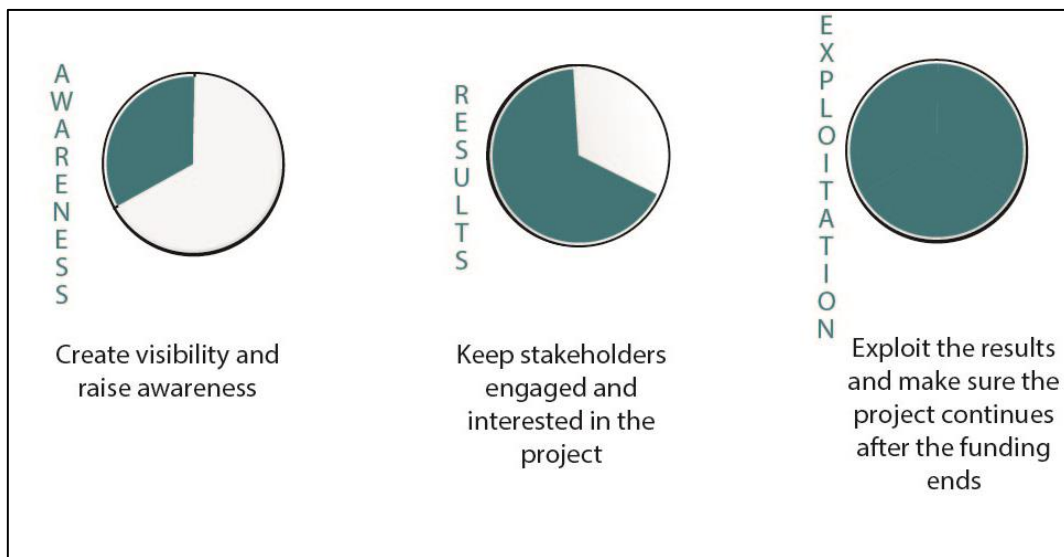 AWARENESS
Create visibility and
raise awareness
RESULTS
Keep stakeholders
engaged and
interested in the
project
EXPLOITATION
Exploit the results
and make sure the
project continues
after the funding
ends